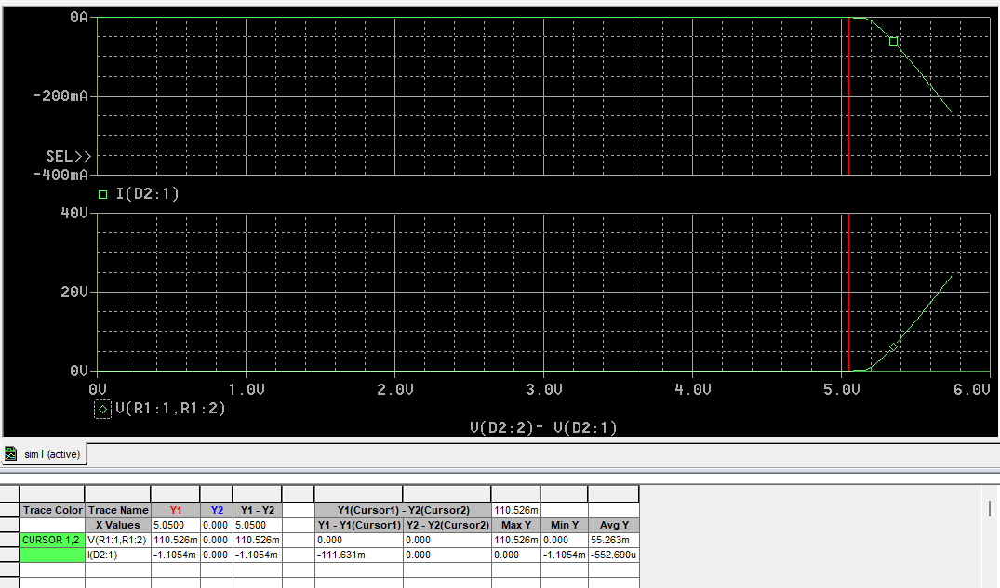 0A
-200mA
SEL>>
-400mA
I(D2:1)
40V
20V
0V
0V 1.0V 2.0V 3.0V 4.0V 5.0V 6.0V
V(R1:1,R1:2)
V(D2:2)- V(D2:1)
sim1 (active)
Trace Color Trace Name Y1 Y2 Y1 - Y2 Y1(Cursor1) - Y2(Cursor2) 110.526m
X Values 5.0500 0.000 5.0500 Y1 - Y1(Cursor1) Y2 - Y2(Cursor2) Max Y Min Y Avg Y
CURSOR 1,2 V(R1:1,R1:2) 110.526m 0.000 110.526m 0.000 0.000 110.526m 0.000 55.263m
I(D2:1) -1.1054m 0.000 -1.1054m -111.631m 0.000 0.000 -1.1054m -552.690u